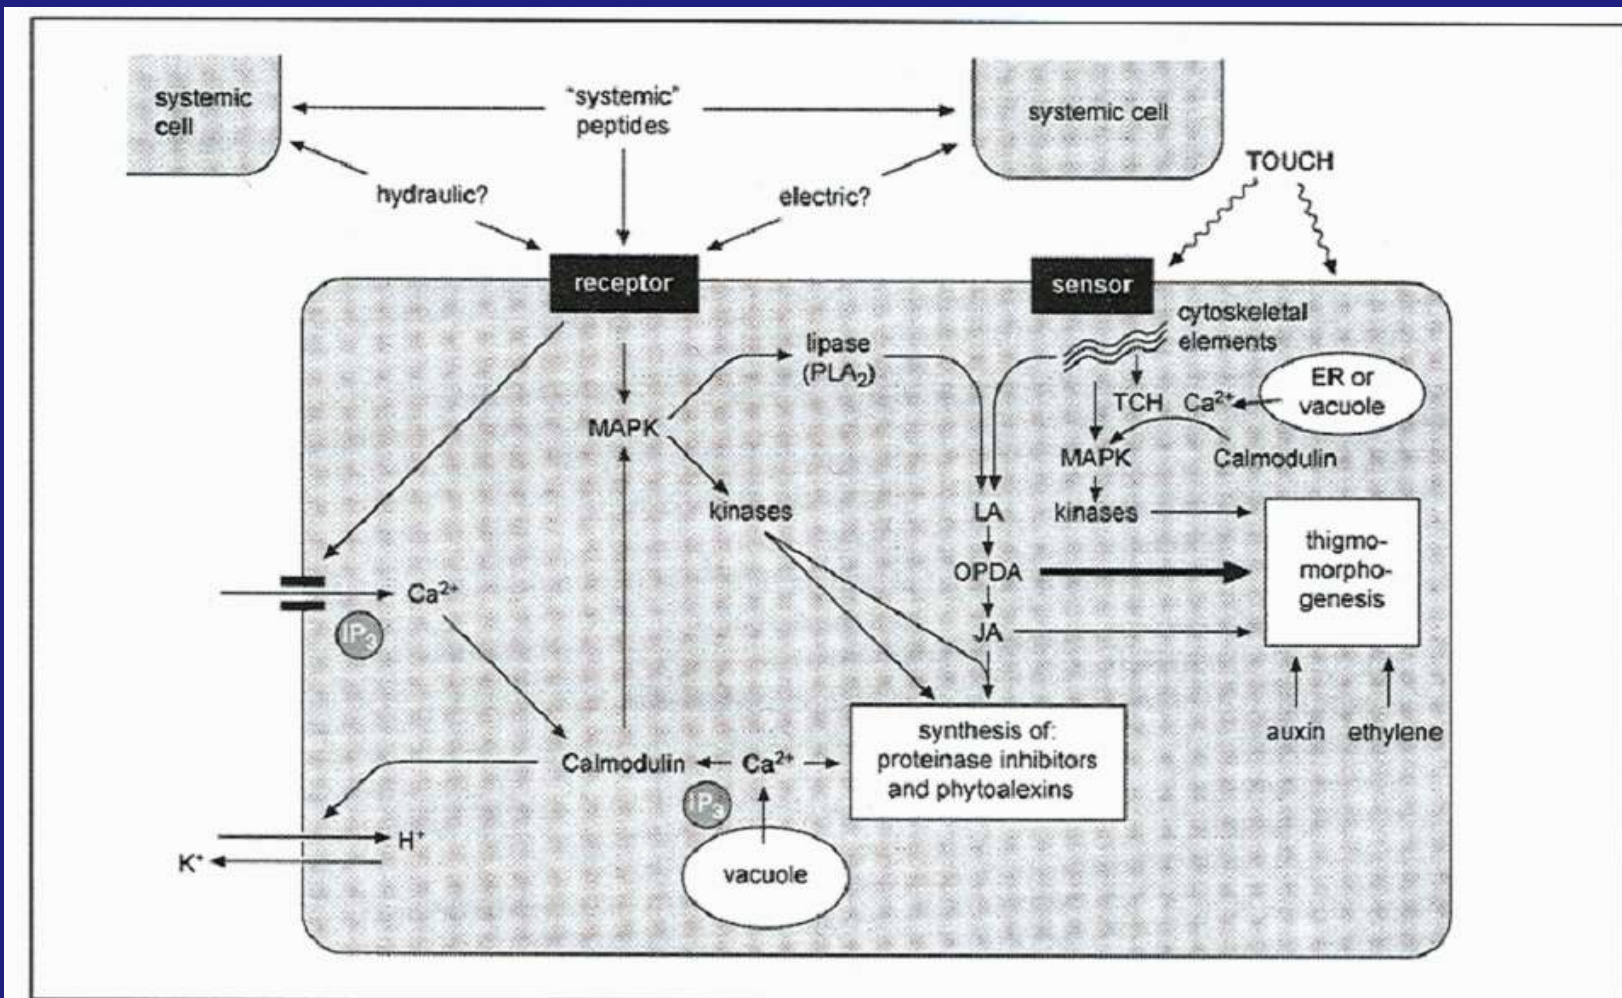 systemic
cell
"systemic"
peptides
systemic cell
TOUCH
hydraulic?
electric?
receptor
sensor
cytoskeletal
elements
lipase
(PLA₂)
ER or
vacuole
TCH
Ca²⁺
MAPK
MAPK
Calmodulin
kinases
LA
kinases
thigmo-
morpho-
genesis
OPDA
Ca²⁺
IP₃
JA
auxin
ethylene
synthesis of:
proteinase inhibitors
and phytoalexins
Calmodulin
Ca²⁺
IP₃
H⁺
K⁺
vacuole